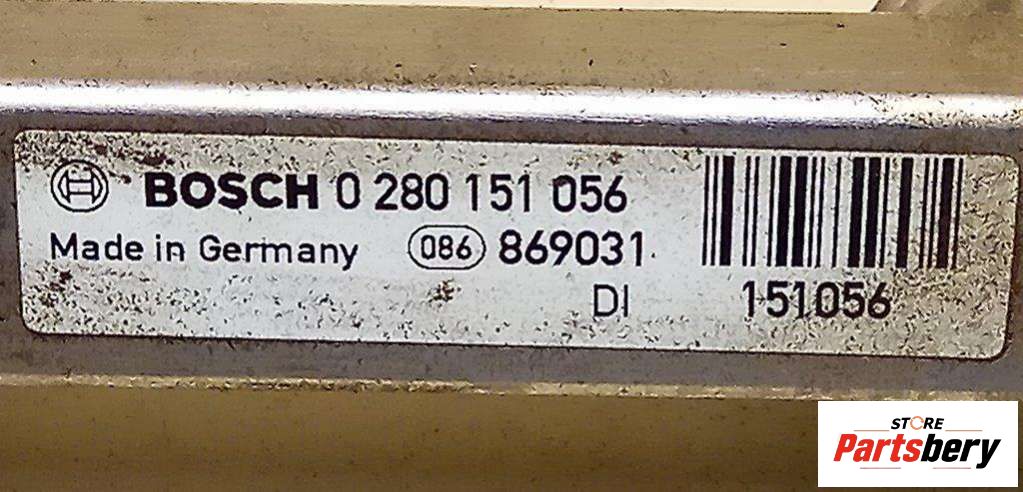 BOSCH 0 280 151 056
Made in Germany 086 869031
DI 151056
STORE
Partsbery